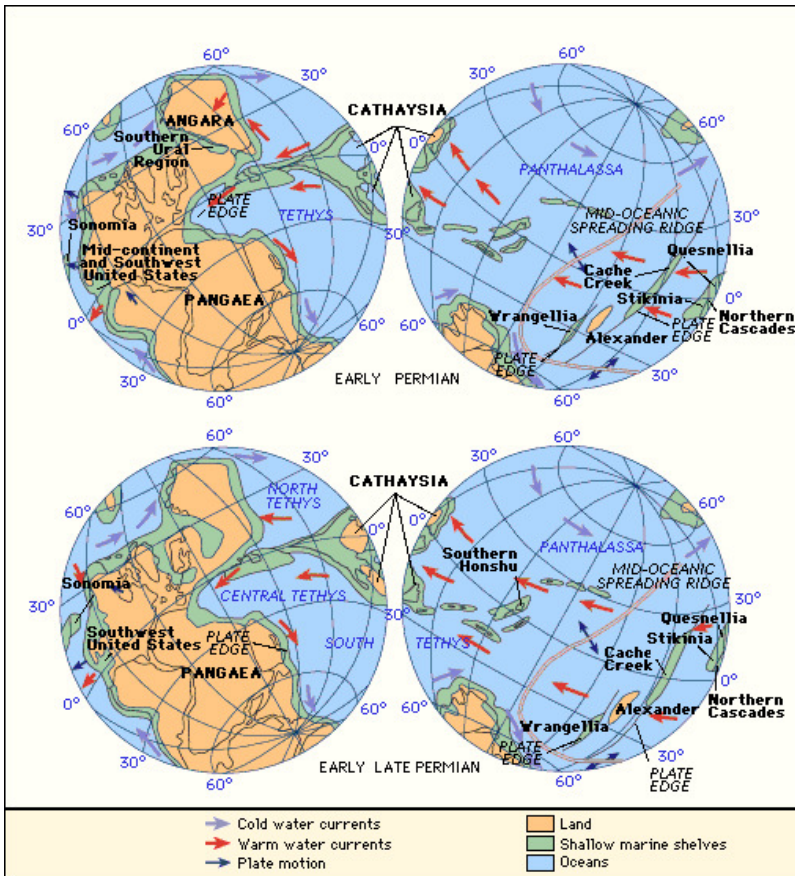 60°
30°
60°
CATHAYSIA
ANGARA
Southern
Ural
Region
60°
0°
0°
60°
PANTHALASSA
PLATE
EDGE
TETHYS
30°
30°
Sonomia
30°
MID-OCEANIC
SPREADING RIDGE
Mid-continent
and Southwest
United States
Quesnellia
Cache
Creek
PANGAEA
Stikinia
0°
0°
Northern
Cascades
Wrangellia
60°
60°
Alexander
PLATE
EDGE
PLATE
EDGE
30°
30°
30°
60°
60°
EARLY PERMIAN
60°
60°
30°
30°
CATHAYSIA
NORTH
TETHYS
60°
0°
0°
60°
Southern
Honshu
PANTHALASSA
MID-OCEANIC
SPREADING RIDGE
Sonomia
CENTRAL TETHYS
30°
30°
30°
Quesnellia
Southwest
United States
PLATE
EDGE
SOUTH
TETHYS
Stikinia
Cache
Creek
PANGAEA
0°
0°
Northern
Cascades
60°
60°
Alexander
Wrangellia
PLATE
EDGE
30°
30°
30°
60°
60°
PLATE
EDGE
EARLY LATE PERMIAN
Cold water currents
Warm water currents
Plate motion
Land
Shallow marine shelves
Oceans